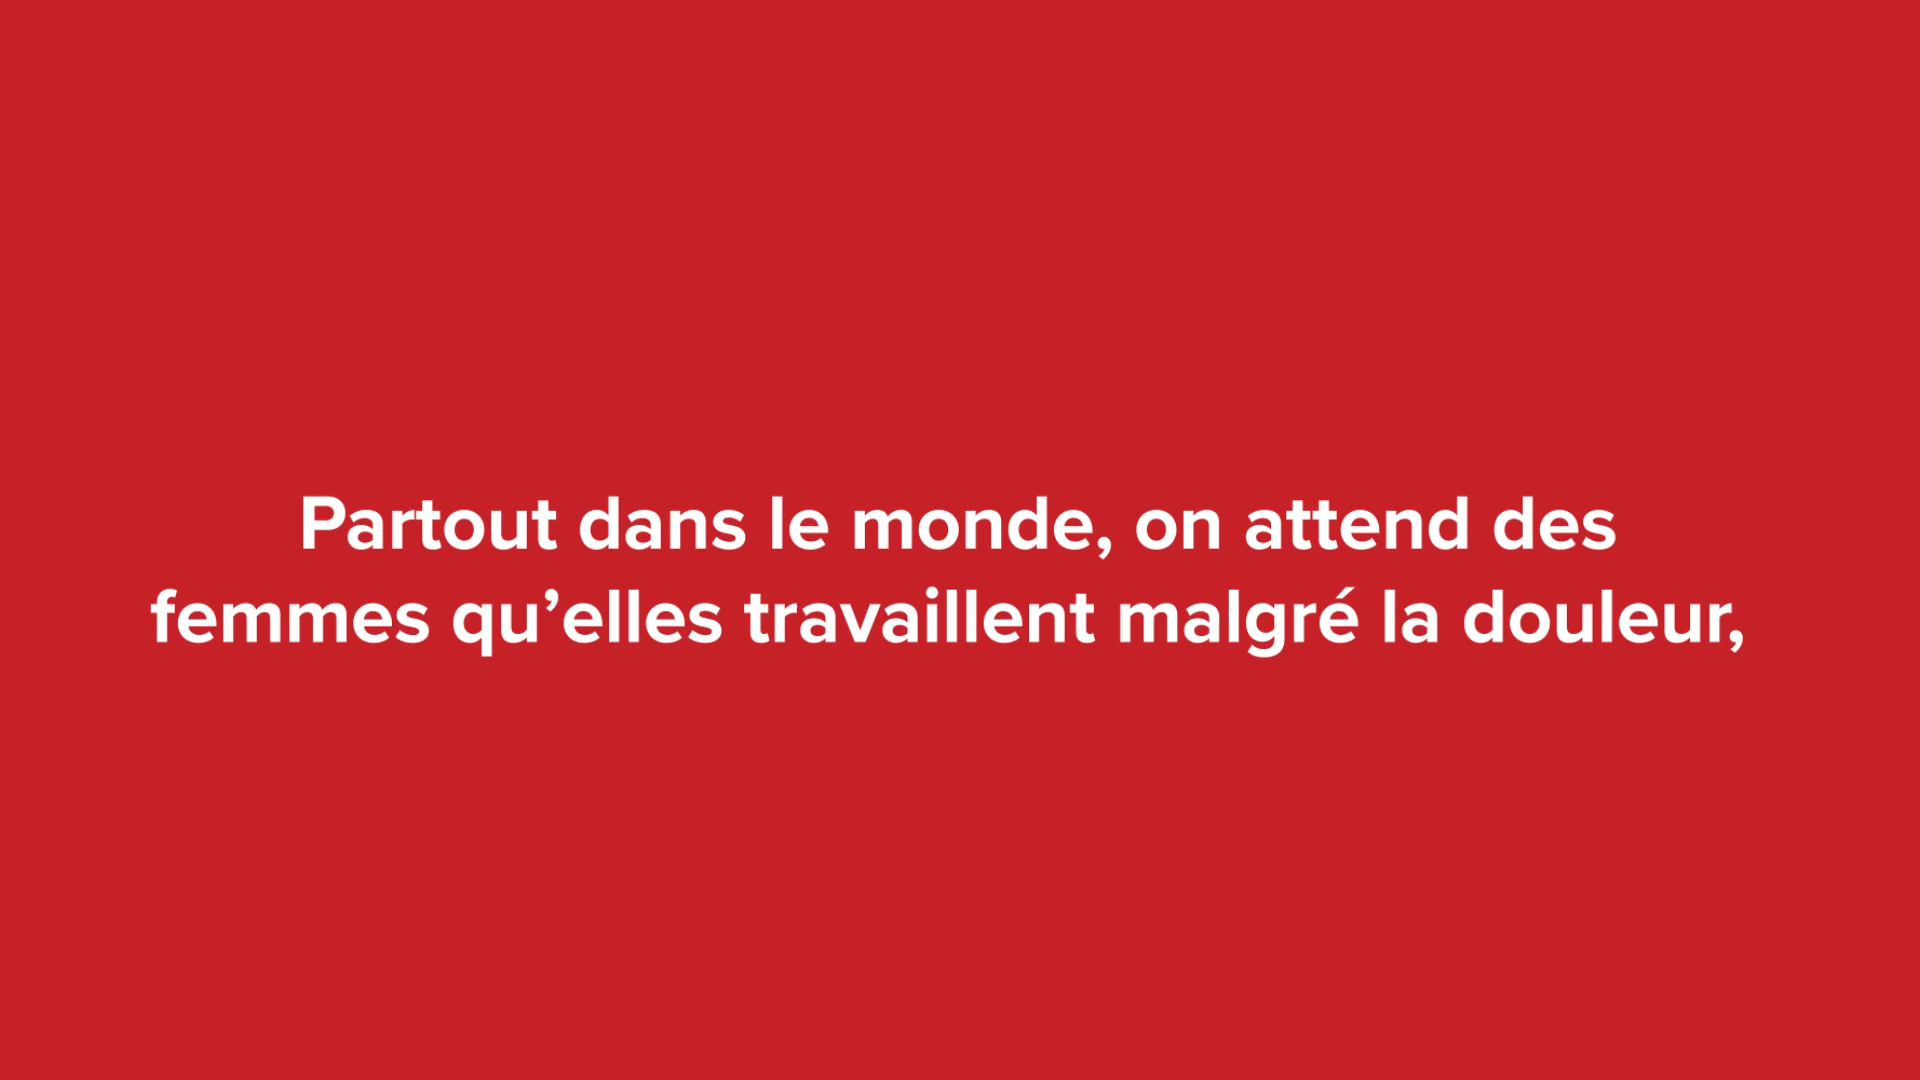 Partout dans le monde, on attend des
femmes qu’elles travaillent malgré la douleur,